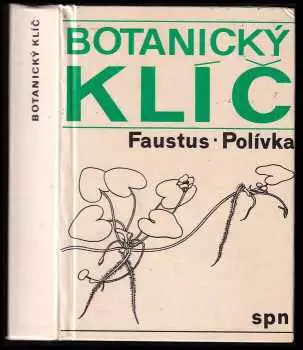 BOTANICKÝ KLÍČ
BOTANICKÝ
KLÍČ
Faustus · Polívka
spn